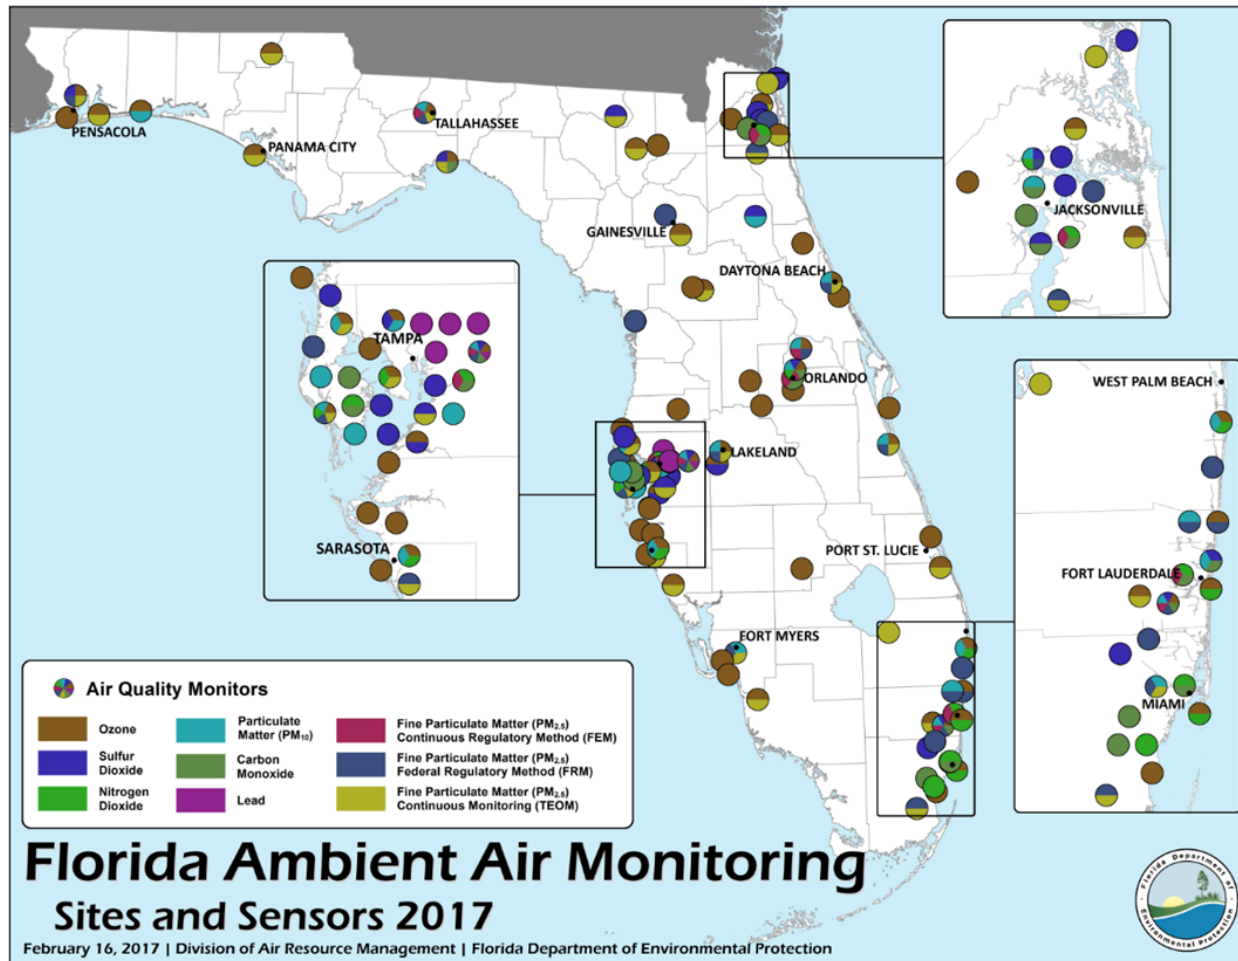 PENSACOLA
PANAMA CITY
TALLAHASSEE
GAINESVILLE
DAYTONA BEACH
JACKSONVILLE
TAMPA
SARASOTA
ORLANDO
LAKELAND
PORT ST. LUCIE
FORT MYERS
WEST PALM BEACH
FORT LAUDERDALE
MIAMI
Air Quality Monitors
Ozone
Sulfur
Dioxide
Nitrogen
Dioxide
Particulate
Matter (PM₁₀)
Carbon
Monoxide
Lead
Fine Particulate Matter (PM₂.₅)
Continuous Regulatory Method (FEM)
Fine Particulate Matter (PM₂.₅)
Federal Regulatory Method (FRM)
Fine Particulate Matter (PM₂.₅)
Continuous Monitoring (TEOM)
Florida Ambient Air Monitoring
Sites and Sensors 2017
February 16, 2017 | Division of Air Resource Management | Florida Department of Environmental Protection
Florida Department of
Environmental Protection